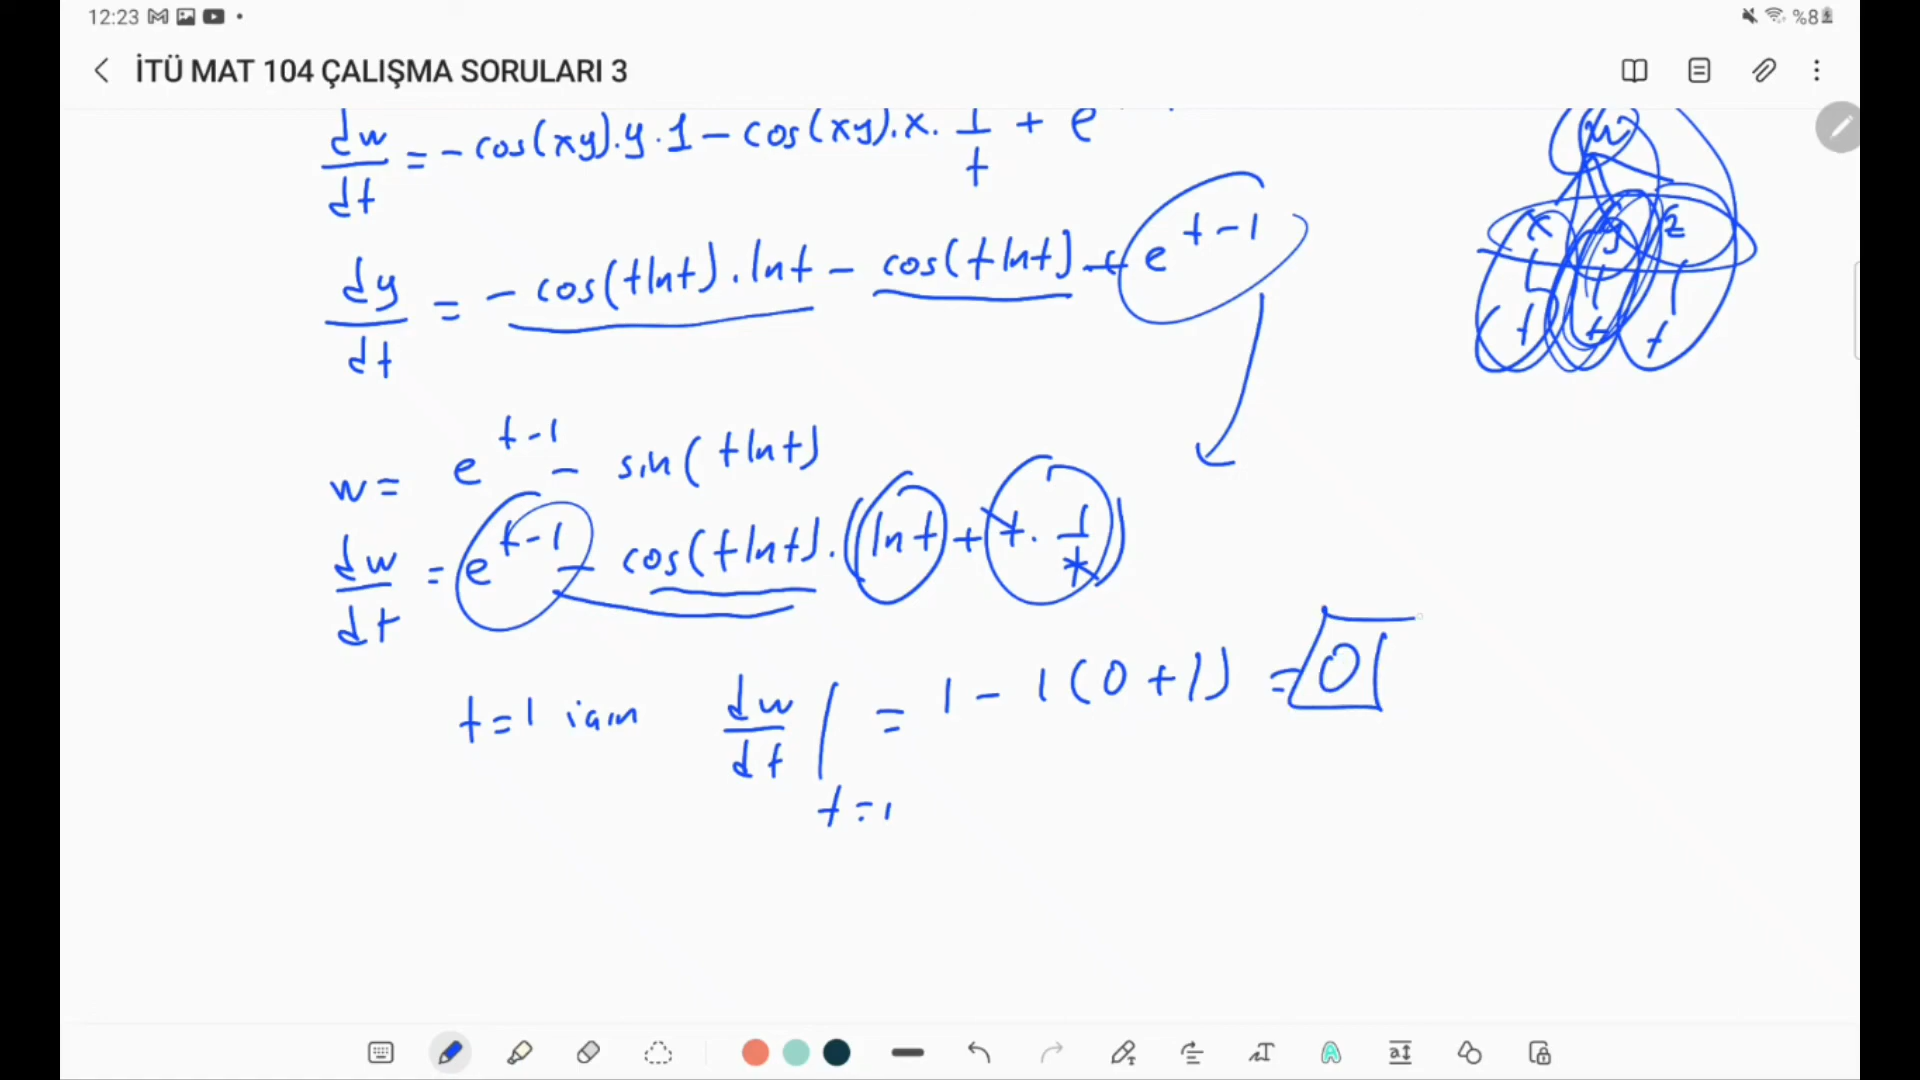 12:23 %8
İTÜ MAT 104 ÇALIŞMA SORULARI 3
dw/dt = - cos(xy).y.1 - cos(xy).x. 1/t + e
w
x y z
t t t
dy/dt = - cos(tlnt).lnt - cos(tlnt) + e^{t-1}
w = e^{t-1} - sin(tlnt)
dw/dt = e^{t-1} - cos(tlnt).(lnt + t. 1/t)
t=1 için dw/dt |_{t=1} = 1 - 1(0+1) = 0